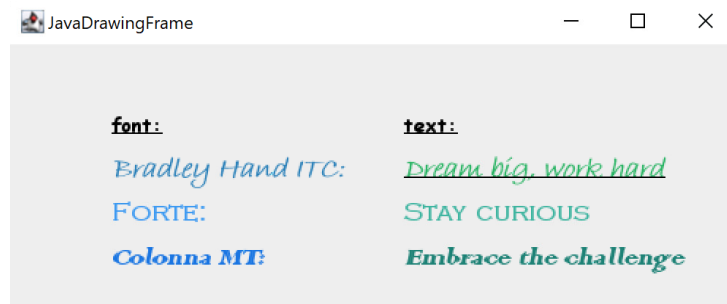 JavaDrawingFrame
font: text:
Bradley Hand ITC: Dream big, work hard
Forte: Stay curious
Colonna MT: Embrace the challenge